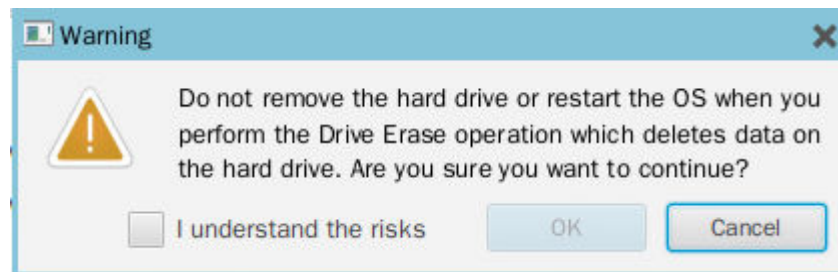 Warning
Do not remove the hard drive or restart the OS when you
perform the Drive Erase operation which deletes data on
the hard drive. Are you sure you want to continue?
I understand the risks OK Cancel